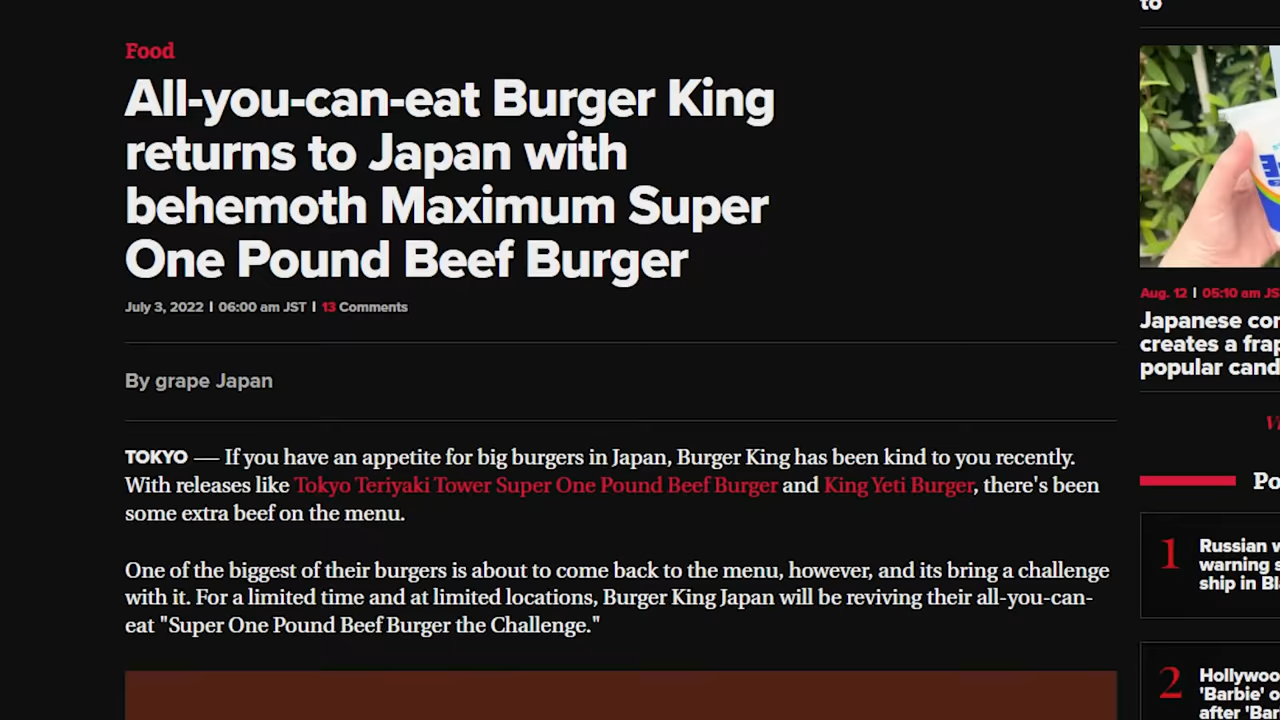 Food
All-you-can-eat Burger King
returns to Japan with
behemoth Maximum Super
One Pound Beef Burger
July 3, 2022 | 06:00 am JST | 13 Comments
By grape Japan
TOKYO — If you have an appetite for big burgers in Japan, Burger King has been kind to you recently.
With releases like Tokyo Teriyaki Tower Super One Pound Beef Burger and King Yeti Burger, there's been
some extra beef on the menu.
One of the biggest of their burgers is about to come back to the menu, however, and its bring a challenge
with it. For a limited time and at limited locations, Burger King Japan will be reviving their all-you-can-
eat "Super One Pound Beef Burger the Challenge."
to
Aug. 12 | 05:10 am JS
Japanese con
creates a frap
popular cand
Po
1
Russian w
warning s
ship in Bl
2
Hollywoo
'Barbie' o
after 'Bar